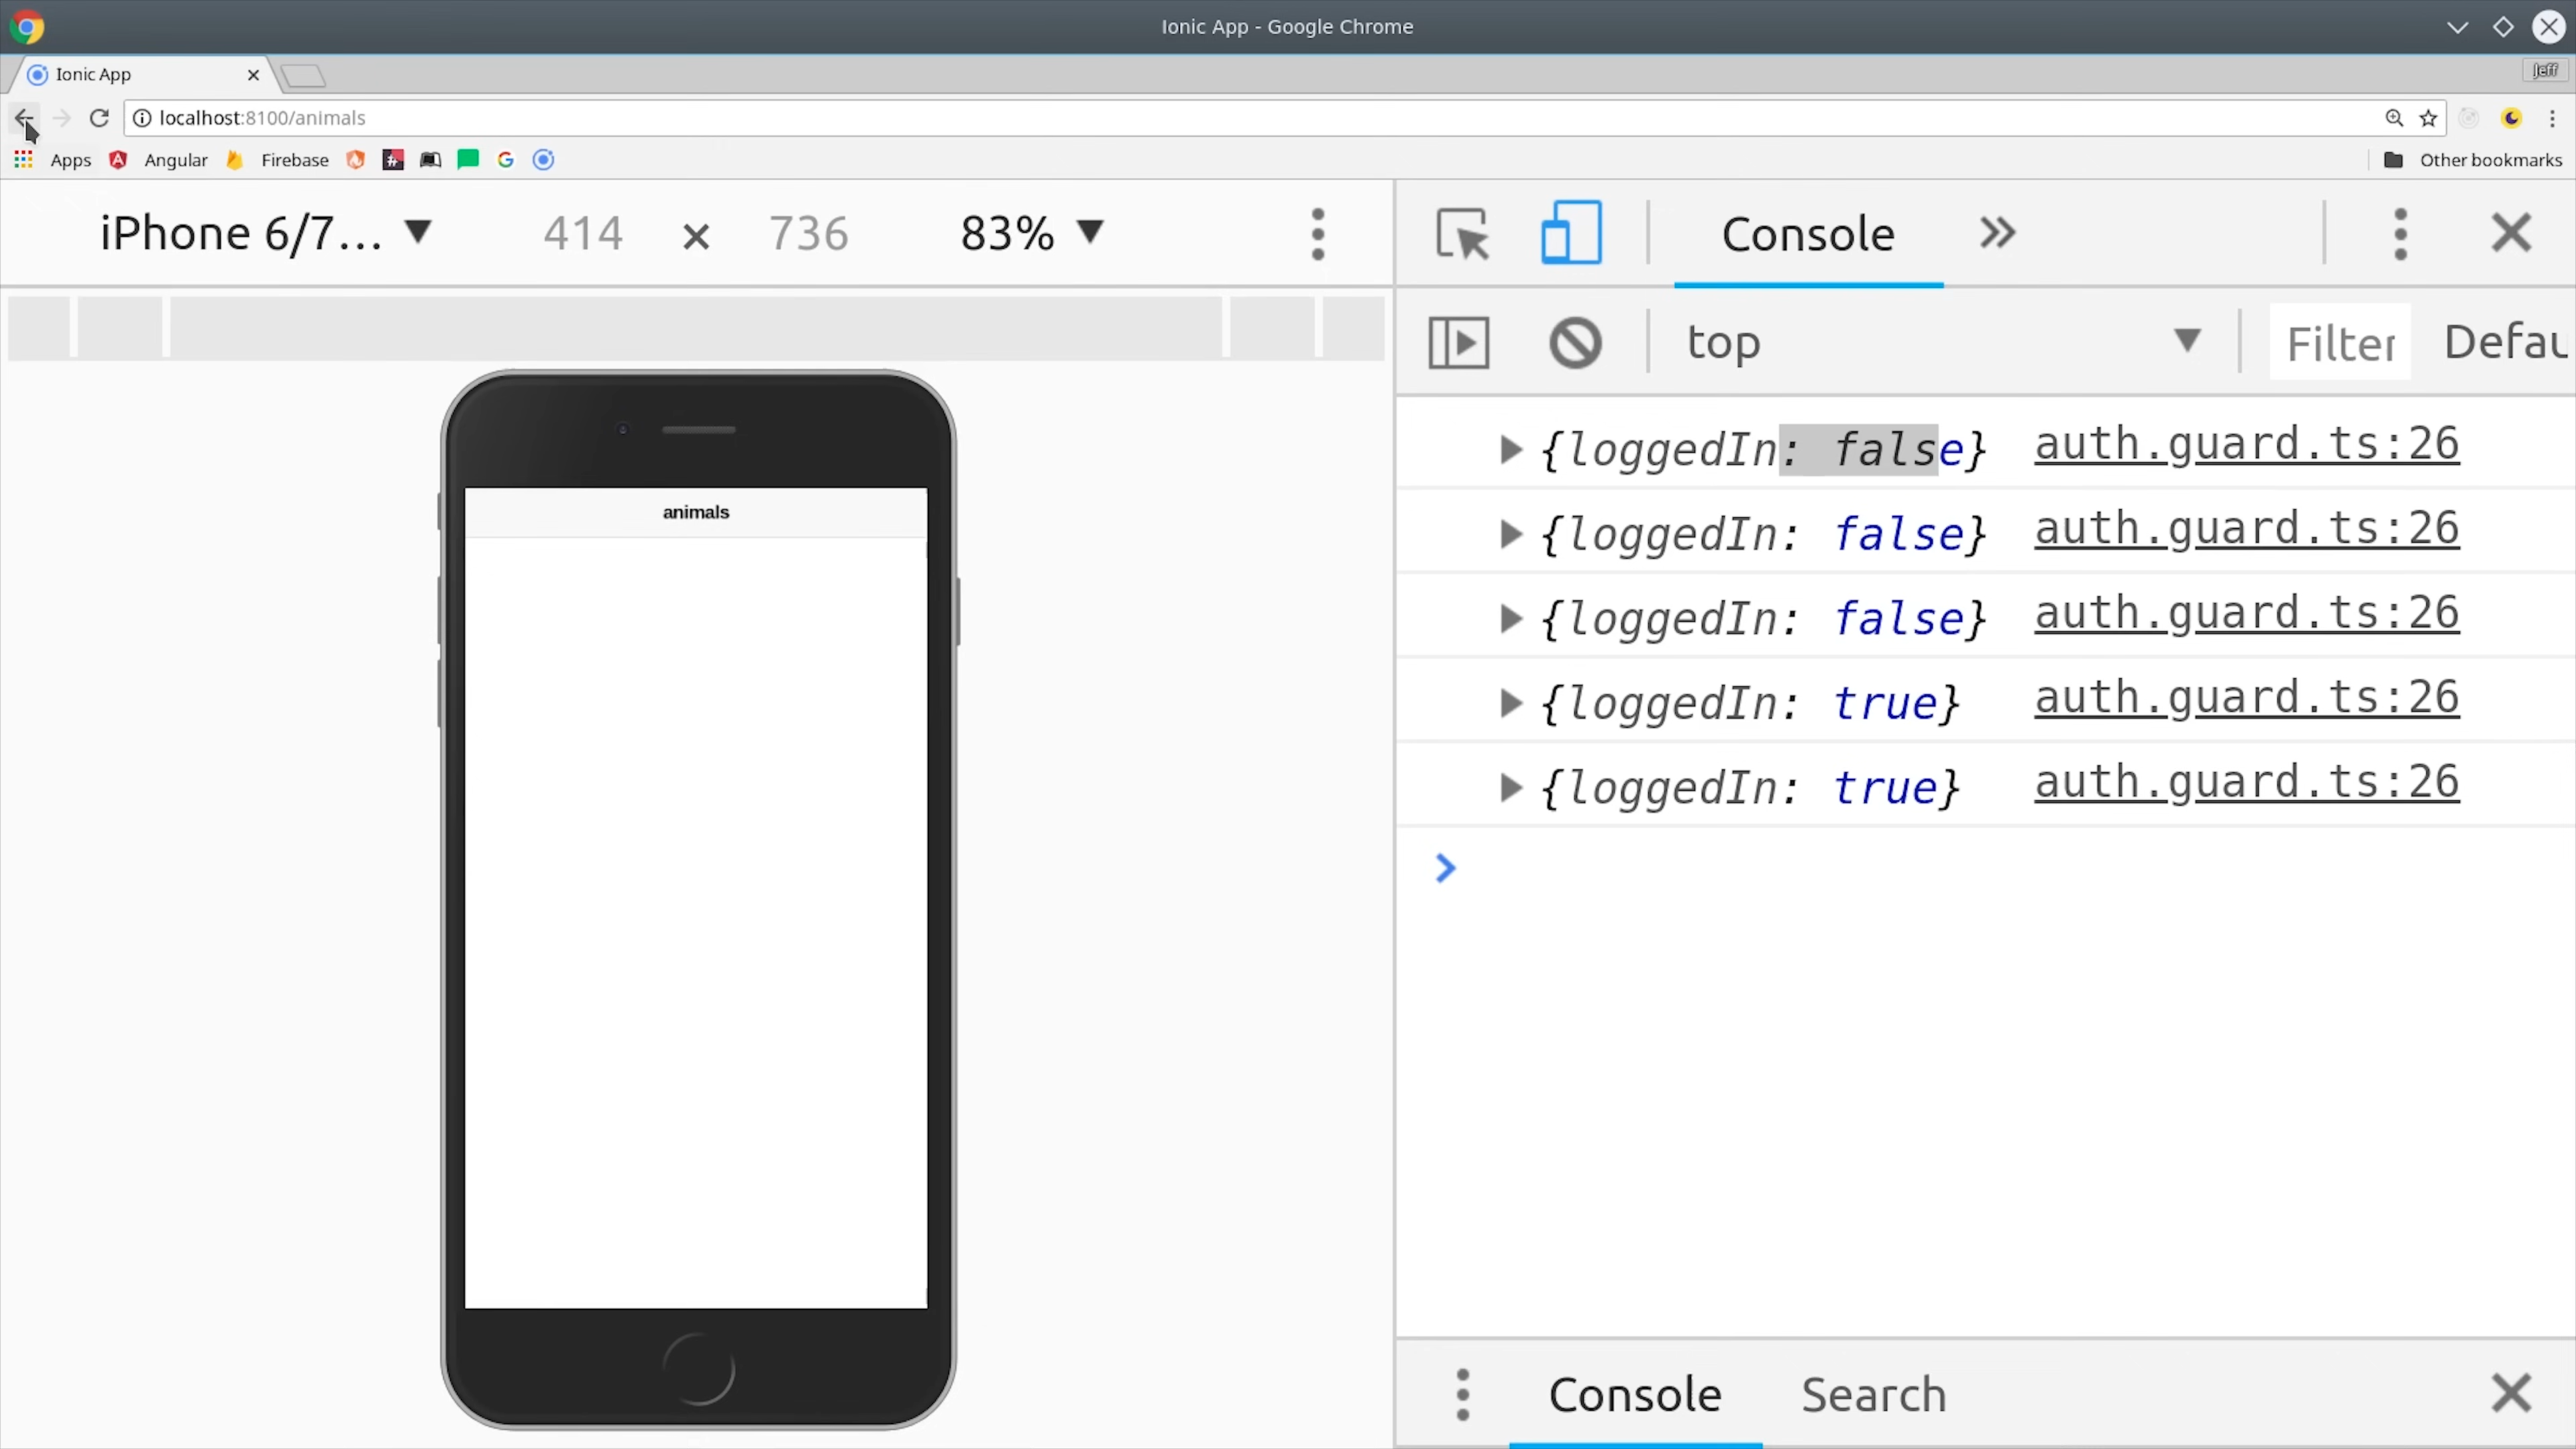 Ionic App - Google Chrome
Ionic App
Jeff
localhost:8100/animals
Apps Angular Firebase # G Other bookmarks
iPhone 6/7... 414 × 736 83%
Console
top Filter Defau
{loggedIn: false} auth.guard.ts:26
{loggedIn: false} auth.guard.ts:26
{loggedIn: false} auth.guard.ts:26
{loggedIn: true} auth.guard.ts:26
{loggedIn: true} auth.guard.ts:26
animals
Console Search